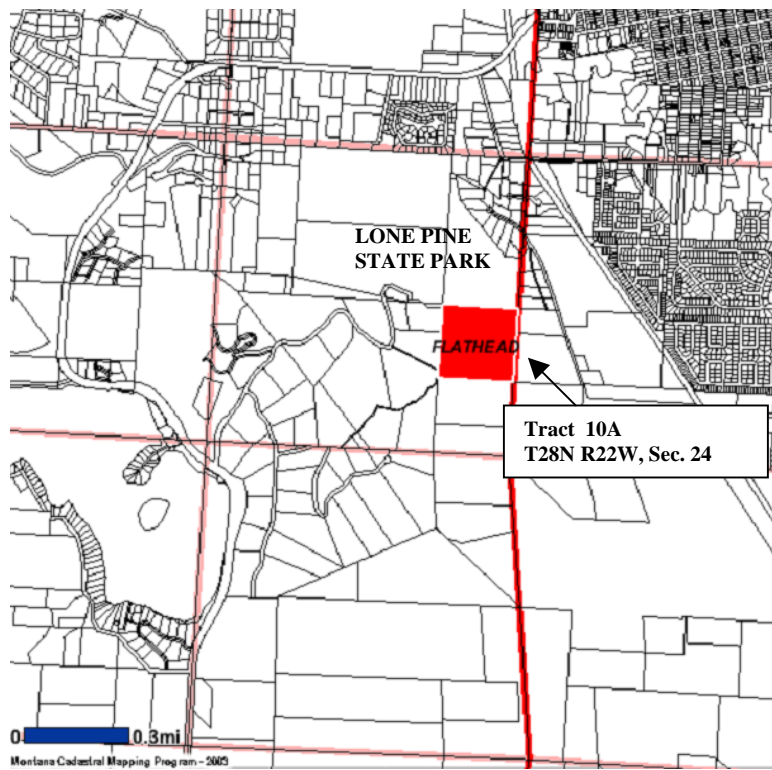 LONE PINE
STATE PARK
FLATHEAD
Tract 10A
T28N R22W, Sec. 24
0 0.3mi
Montana Cadastral Mapping Program - 2003